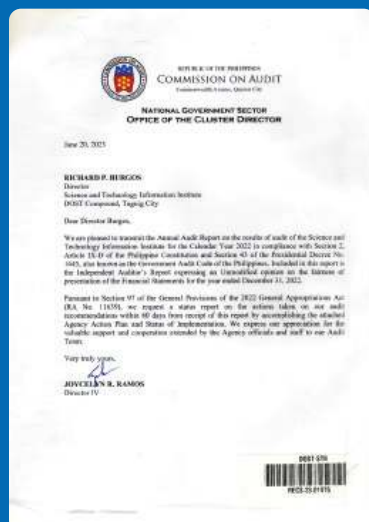 REPUBLIC OF THE PHILIPPINES
COMMISSION ON AUDIT
Commonwealth Avenue, Quezon City
NATIONAL GOVERNMENT SECTOR
OFFICE OF THE CLUSTER DIRECTOR
June 20, 2023
RICHARD P. BURGOS
Director
Science and Technology Information Institute
DOST Compound, Taguig City
Dear Director Burgos,
We are pleased to transmit the Annual Audit Report on the results of audit of the Science and
Technology Information Institute for the Calendar Year 2022 in compliance with Section 2,
Article IX-D of the Philippine Constitution and Section 43 of the Presidential Decree No.
1445, also known as the Government Audit Code of the Philippines. Included in this report is
the Independent Auditor's Report expressing an Unmodified opinion on the fairness of
presentation of the Financial Statements for the year ended December 31, 2022.
Pursuant to Section 97 of the General Provisions of the 2022 General Appropriations Act
(RA No. 11639), we request a status report on the actions taken on our audit
recommendations within 60 days from receipt of this report by accomplishing the attached
Agency Action Plan and Status of Implementation. We express our appreciation for the
valuable support and cooperation extended by the Agency officials and staff to our Audit
Team.
Very truly yours,
JOYCELYN R. RAMOS
Director IV
DOST-STII